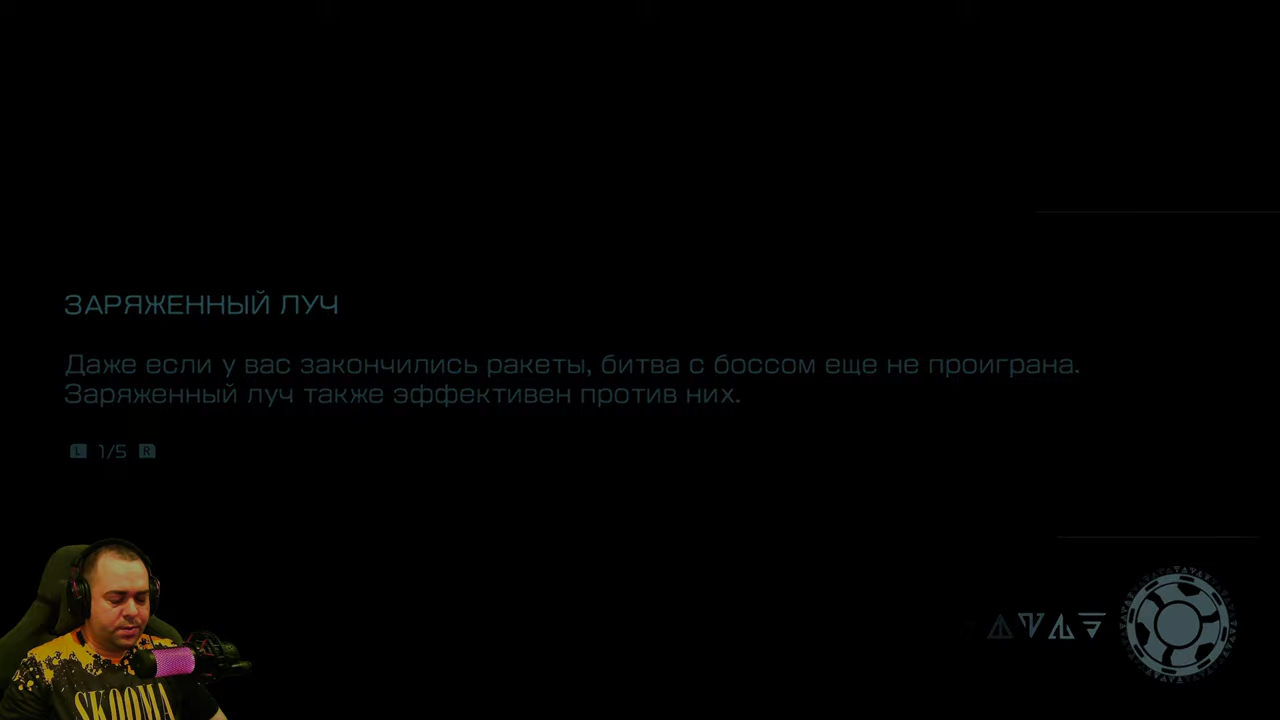 ЗАРЯЖЕННЫЙ ЛУЧ
Даже если у вас закончились ракеты, битва с боссом еще не проиграна.
Заряженный луч также эффективен против них.
L 1/5 R
SKOOMA